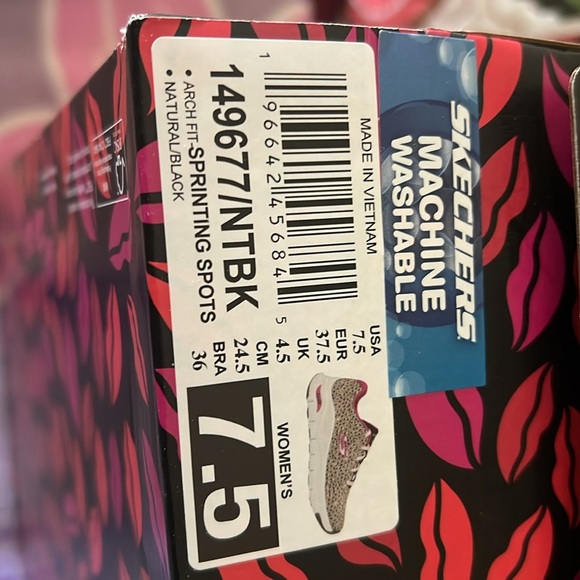 SKECHERS
MACHINE
WASHABLE
MADE IN VIETNAM
1 96642 45684 5
149677/NTBK
• ARCH FIT-SPRINTING SPOTS
• NATURAL/BLACK
USA EUR UK CM BRA
7.5 37.5 4.5 24.5 36
WOMEN'S
7.5